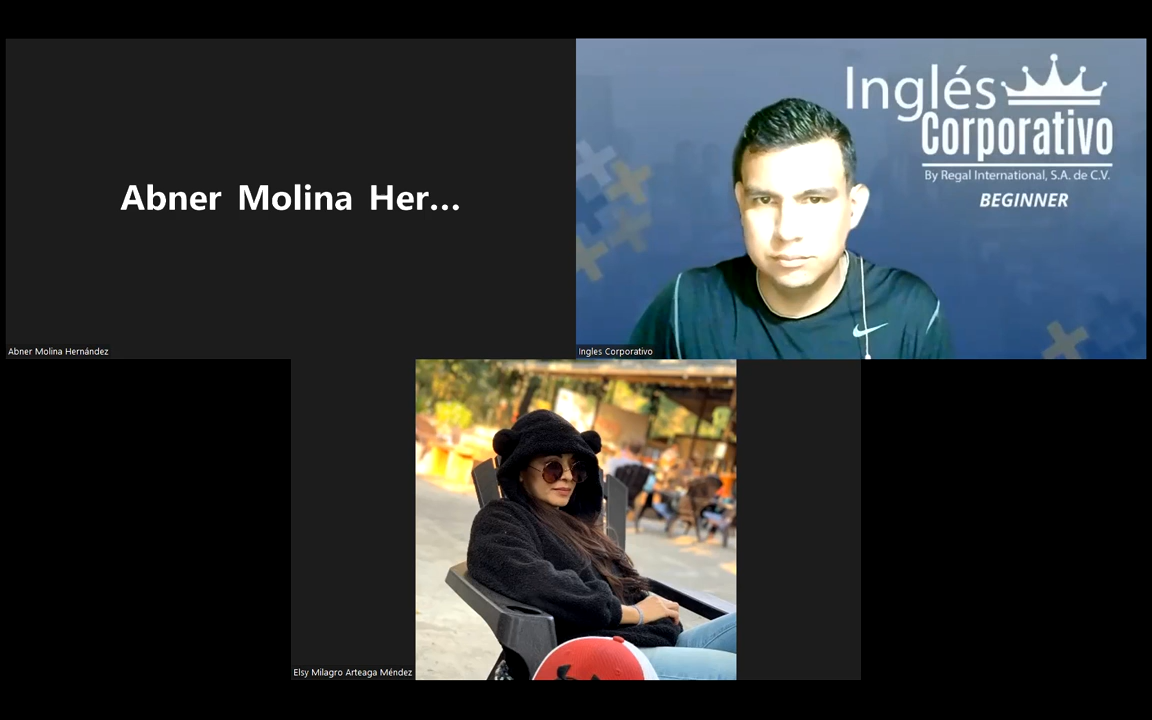 Abner Molina Her...
Abner Molina Hernández
Inglés
Corporativo
By Regal International, S.A. de C.V.
BEGINNER
Ingles Corporativo
Elsy Milagro Arteaga Méndez